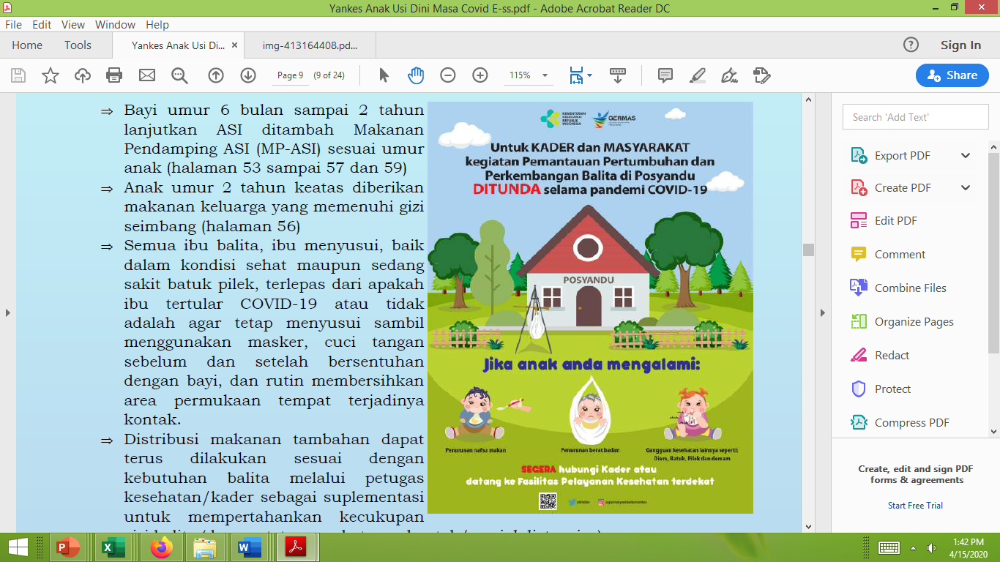 Yankes Anak Usi Dini Masa Covid E-ss.pdf - Adobe Acrobat Reader DC
File Edit View Window Help
Home Tools Yankes Anak Usi Di... × img-413164408.pd... Sign In
Page 9 (9 of 24) 115% Share
⇒ Bayi umur 6 bulan sampai 2 tahun
lanjutkan ASI ditambah Makanan
Pendamping ASI (MP-ASI) sesuai umur
anak (halaman 53 sampai 57 dan 59)
⇒ Anak umur 2 tahun keatas diberikan
makanan keluarga yang memenuhi gizi
seimbang (halaman 56)
⇒ Semua ibu balita, ibu menyusui, baik
dalam kondisi sehat maupun sedang
sakit batuk pilek, terlepas dari apakah
ibu tertular COVID-19 atau tidak
adalah agar tetap menyusui sambil
menggunakan masker, cuci tangan
sebelum dan setelah bersentuhan
dengan bayi, dan rutin membersihkan
area permukaan tempat terjadinya
kontak.
⇒ Distribusi makanan tambahan dapat
terus dilakukan sesuai dengan
kebutuhan balita melalui petugas
kesehatan/kader sebagai suplementasi
untuk mempertahankan kecukupan
KEMENTERIAN
KESEHATAN
REPUBLIK
INDONESIA
GERMAS
Untuk KADER dan MASYARAKAT
kegiatan Pemantauan Pertumbuhan dan
Perkembangan Balita di Posyandu
DITUNDA selama pandemi COVID-19
POSYANDU
Jika anak anda mengalami:
Penurunan nafsu makan
Penurunan berat badan
Gangguan kesehatan lainnya seperti:
Diare, Batuk, Pilek dan demam
SEGERA hubungi Kader atau
datang ke Fasilitas Pelayanan Kesehatan terdekat
Search 'Add Text'
Export PDF
Create PDF
Edit PDF
Comment
Combine Files
Organize Pages
Redact
Protect
Compress PDF
Create, edit and sign PDF
forms & agreements
Start Free Trial
1:42 PM
4/15/2020